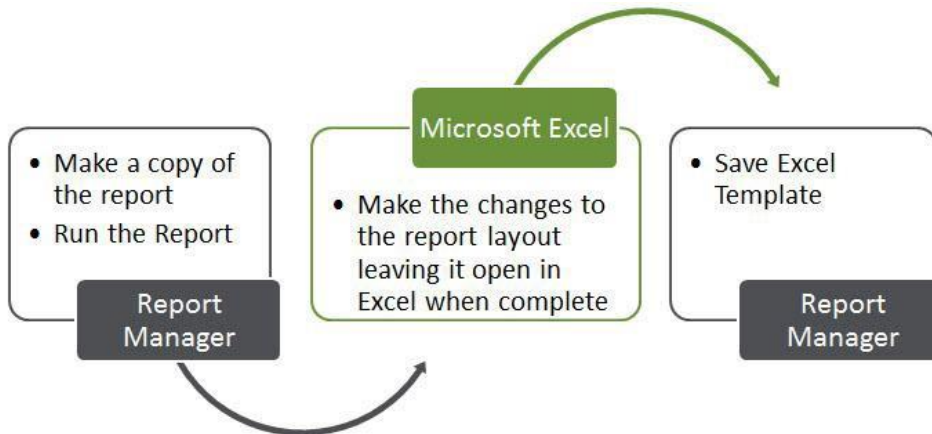 • Make a copy of
the report
• Run the Report
Report
Manager
Microsoft Excel
• Make the changes to
the report layout
leaving it open in
Excel when complete
• Save Excel
Template
Report
Manager